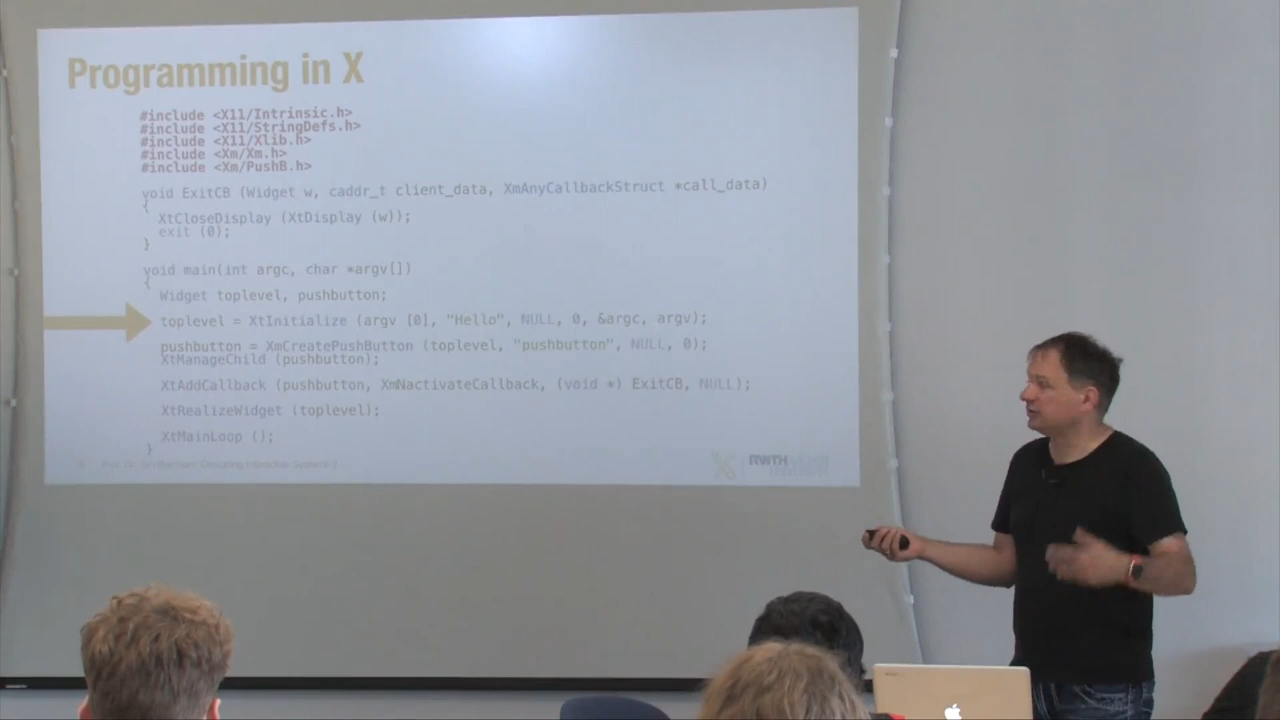 Programming in X
#include <X11/Intrinsic.h>
#include <X11/StringDefs.h>
#include <X11/Xlib.h>
#include <Xm/Xm.h>
#include <Xm/PushB.h>
void ExitCB (Widget w, caddr_t client_data, XmAnyCallbackStruct *call_data)
{
XtCloseDisplay (XtDisplay (w));
exit (0);
}
void main(int argc, char *argv[])
{
Widget toplevel, pushbutton;
toplevel = XtInitialize (argv [0], "Hello", NULL, 0, &argc, argv);
pushbutton = XmCreatePushButton (toplevel, "pushbutton", NULL, 0);
XtManageChild (pushbutton);
XtAddCallback (pushbutton, XmNactivateCallback, (void *) ExitCB, NULL);
XtRealizeWidget (toplevel);
XtMainLoop ();
}
RWTH